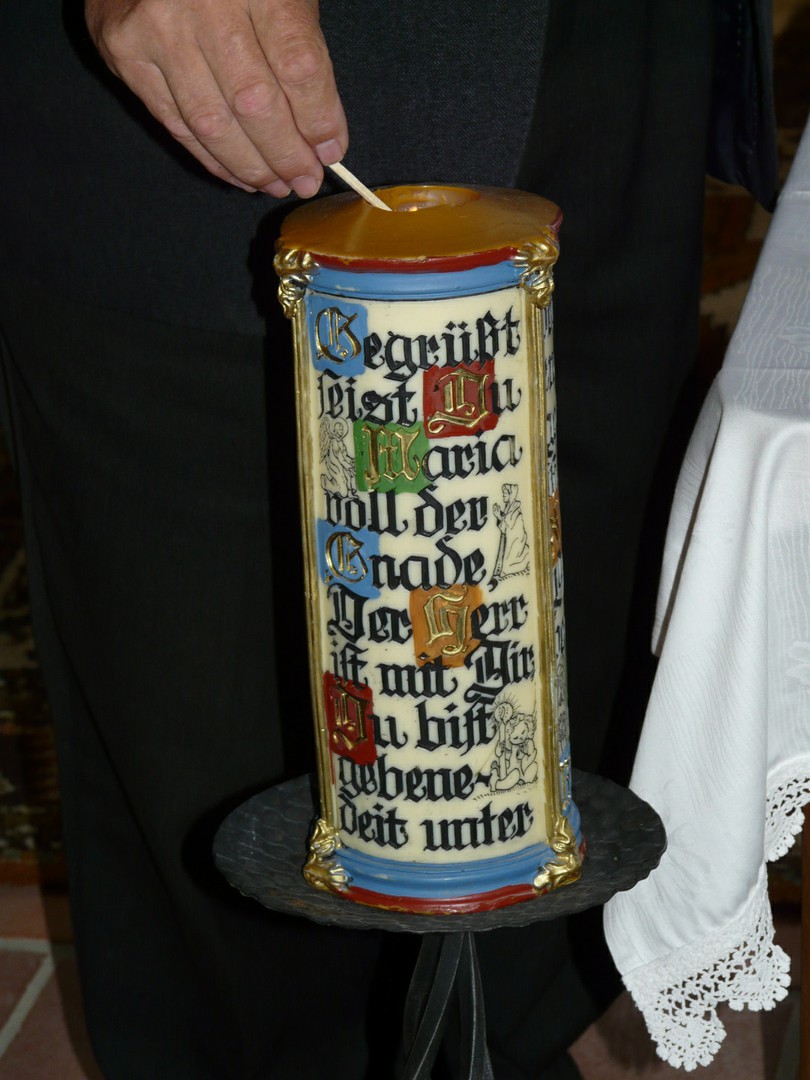 Gegrüßt
seist Du
Maria
voll der
Gnade,
Der Herr
ist mit Dir
Du bist
gebene-
deit unter